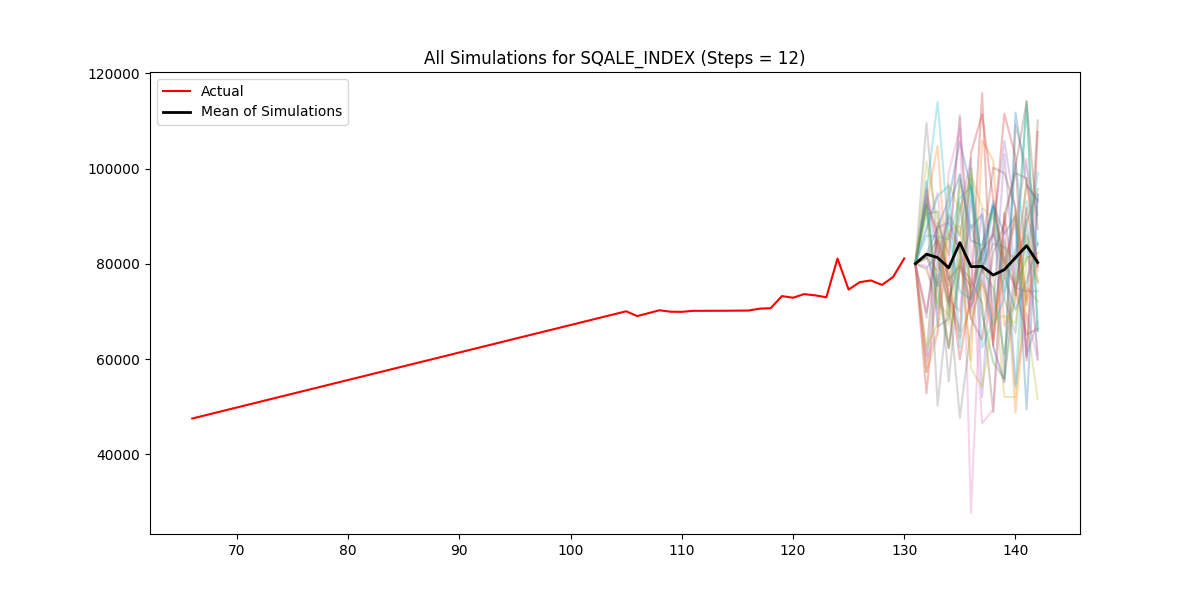 All Simulations for SQALE_INDEX (Steps = 12)
Actual
Mean of Simulations
120000
100000
80000
60000
40000
70 80 90 100 110 120 130 140